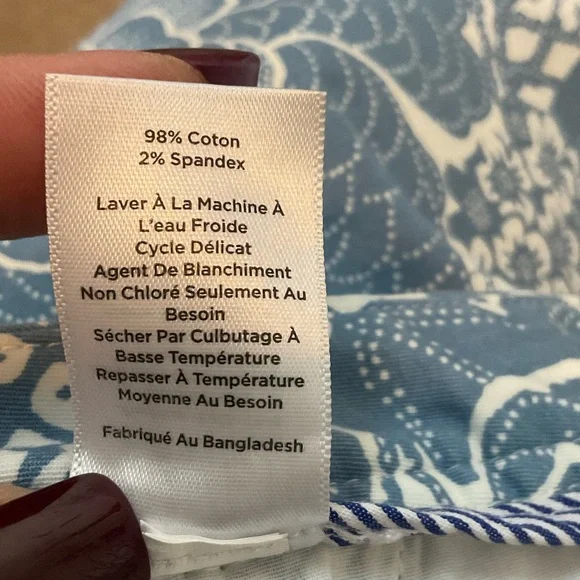 98% Coton
2% Spandex
Laver À La Machine À
L'eau Froide
Cycle Délicat
Agent De Blanchiment
Non Chloré Seulement Au
Besoin
Sécher Par Culbutage À
Basse Température
Repasser À Température
Moyenne Au Besoin
Fabriqué Au Bangladesh